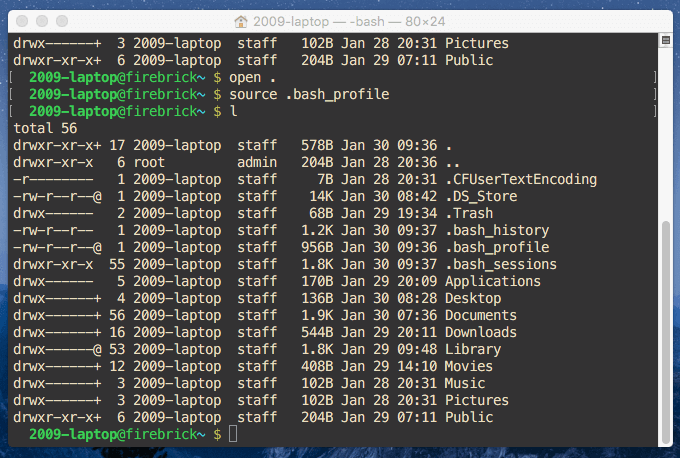 2009-laptop — -bash — 80×24
drwx------+ 3 2009-laptop staff 102B Jan 28 20:31 Pictures
drwxr-xr-x+ 6 2009-laptop staff 204B Jan 29 07:11 Public
[ 2009-laptop@firebrick~ $ open . ]
[ 2009-laptop@firebrick~ $ source .bash_profile ]
[ 2009-laptop@firebrick~ $ l ]
total 56
drwxr-xr-x+ 17 2009-laptop staff 578B Jan 30 09:36 .
drwxr-xr-x 6 root admin 204B Jan 28 20:36 ..
-r-------- 1 2009-laptop staff 7B Jan 28 20:31 .CFUserTextEncoding
-rw-r--r--@ 1 2009-laptop staff 14K Jan 30 08:42 .DS_Store
drwx------ 2 2009-laptop staff 68B Jan 29 19:34 .Trash
-rw-r--r-- 1 2009-laptop staff 1.2K Jan 30 09:37 .bash_history
-rw-r--r--@ 1 2009-laptop staff 956B Jan 30 09:36 .bash_profile
drwxr-xr-x 55 2009-laptop staff 1.8K Jan 30 09:37 .bash_sessions
drwx------ 5 2009-laptop staff 170B Jan 29 20:09 Applications
drwx------+ 4 2009-laptop staff 136B Jan 30 08:28 Desktop
drwx------+ 56 2009-laptop staff 1.9K Jan 30 07:36 Documents
drwx------+ 16 2009-laptop staff 544B Jan 29 20:11 Downloads
drwx------@ 53 2009-laptop staff 1.8K Jan 29 09:48 Library
drwx------+ 12 2009-laptop staff 408B Jan 29 14:10 Movies
drwx------+ 3 2009-laptop staff 102B Jan 28 20:31 Music
drwx------+ 3 2009-laptop staff 102B Jan 28 20:31 Pictures
drwxr-xr-x+ 6 2009-laptop staff 204B Jan 29 07:11 Public
2009-laptop@firebrick~ $